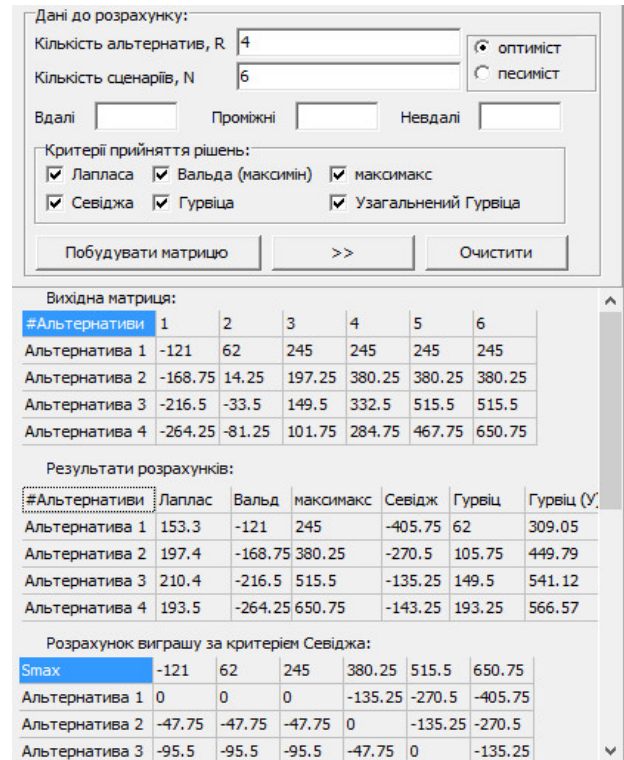 Дані до розрахунку:
Кількість альтернатив, R 4 оптиміст
Кількість сценаріїв, N 6 песиміст
Вдалі Проміжні Невдалі
Критерії прийняття рішень:
Лапласа Вальда (максимін) максимакс
Севіджа Гурвіца Узагальнений Гурвіца
Побудувати матрицю >> Очистити
Вихідна матриця:
#Альтернативи 1 2 3 4 5 6
Альтернатива 1 -121 62 245 245 245 245
Альтернатива 2 -168.75 14.25 197.25 380.25 380.25 380.25
Альтернатива 3 -216.5 -33.5 149.5 332.5 515.5 515.5
Альтернатива 4 -264.25 -81.25 101.75 284.75 467.75 650.75
Результати розрахунків:
#Альтернативи Лаплас Вальд максимакс Севідж Гурвіц Гурвіц (У)
Альтернатива 1 153.3 -121 245 -405.75 62 309.05
Альтернатива 2 197.4 -168.75 380.25 -270.5 105.75 449.79
Альтернатива 3 210.4 -216.5 515.5 -135.25 149.5 541.12
Альтернатива 4 193.5 -264.25 650.75 -143.25 193.25 566.57
Розрахунок виграшу за критерієм Севіджа:
Smax -121 62 245 380.25 515.5 650.75
Альтернатива 1 0 0 0 -135.25 -270.5 -405.75
Альтернатива 2 -47.75 -47.75 -47.75 0 -135.25 -270.5
Альтернатива 3 -95.5 -95.5 -95.5 -47.75 0 -135.25